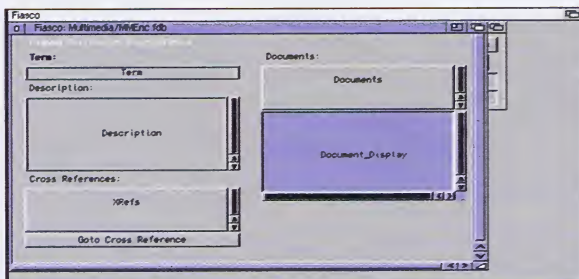 Fiasco
Fiasco: Multimedia/MMEnc.fdb
Term:
Term
Description:
Description
Cross References:
XRefs
Goto Cross Reference
Documents:
Documents
Document_Display